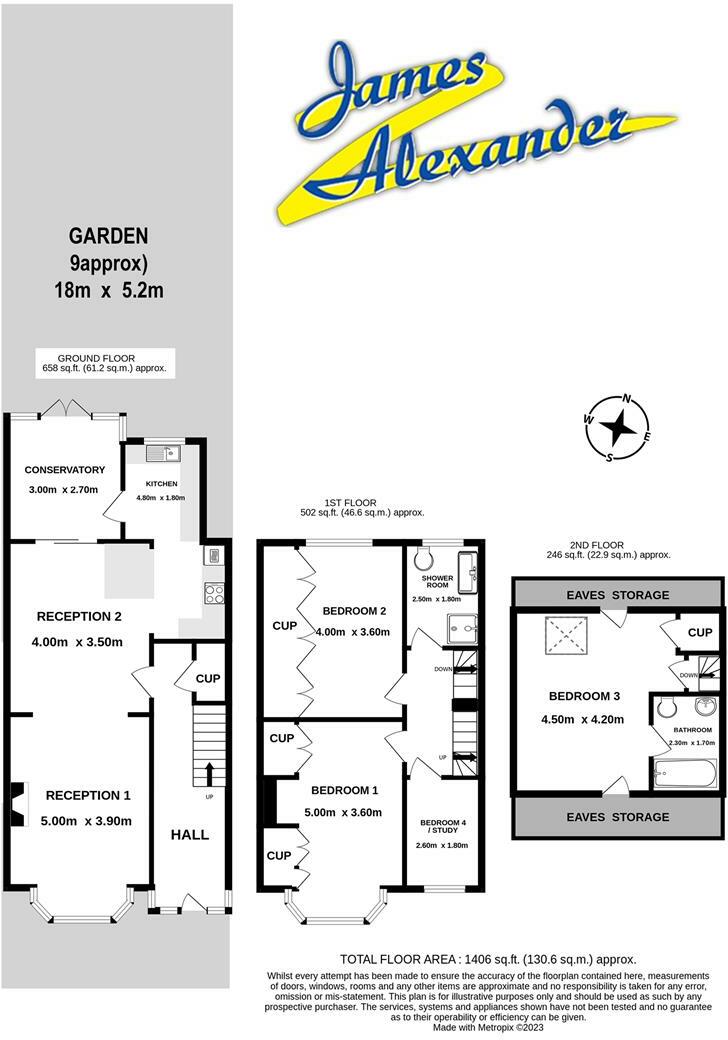 James
Alexander
GARDEN
9approx)
18m x 5.2m
GROUND FLOOR
658 sq.ft. (61.2 sq.m.) approx.
CONSERVATORY
3.00m x 2.70m
KITCHEN
4.80m x 1.80m
RECEPTION 2
4.00m x 3.50m
CUP
RECEPTION 1
5.00m x 3.90m
UP
HALL
1ST FLOOR
502 sq.ft. (46.6 sq.m.) approx.
SHOWER
ROOM
2.50m x 1.80m
BEDROOM 2
4.00m x 3.60m
CUP
DOWN
CUP
UP
BEDROOM 1
5.00m x 3.60m
BEDROOM 4
/ STUDY
2.60m x 1.80m
CUP
N
W
E
S
2ND FLOOR
246 sq.ft. (22.9 sq.m.) approx.
EAVES STORAGE
CUP
DOWN
BEDROOM 3
4.50m x 4.20m
BATHROOM
2.30m x 1.70m
EAVES STORAGE
TOTAL FLOOR AREA : 1406 sq.ft. (130.6 sq.m.) approx.
Whilst every attempt has been made to ensure the accuracy of the floorplan contained here, measurements
of doors, windows, rooms and any other items are approximate and no responsibility is taken for any error,
omission or mis-statement. This plan is for illustrative purposes only and should be used as such by any
prospective purchaser. The services, systems and appliances shown have not been tested and no guarantee
as to their operability or efficiency can be given.
Made with Metropix ©2023